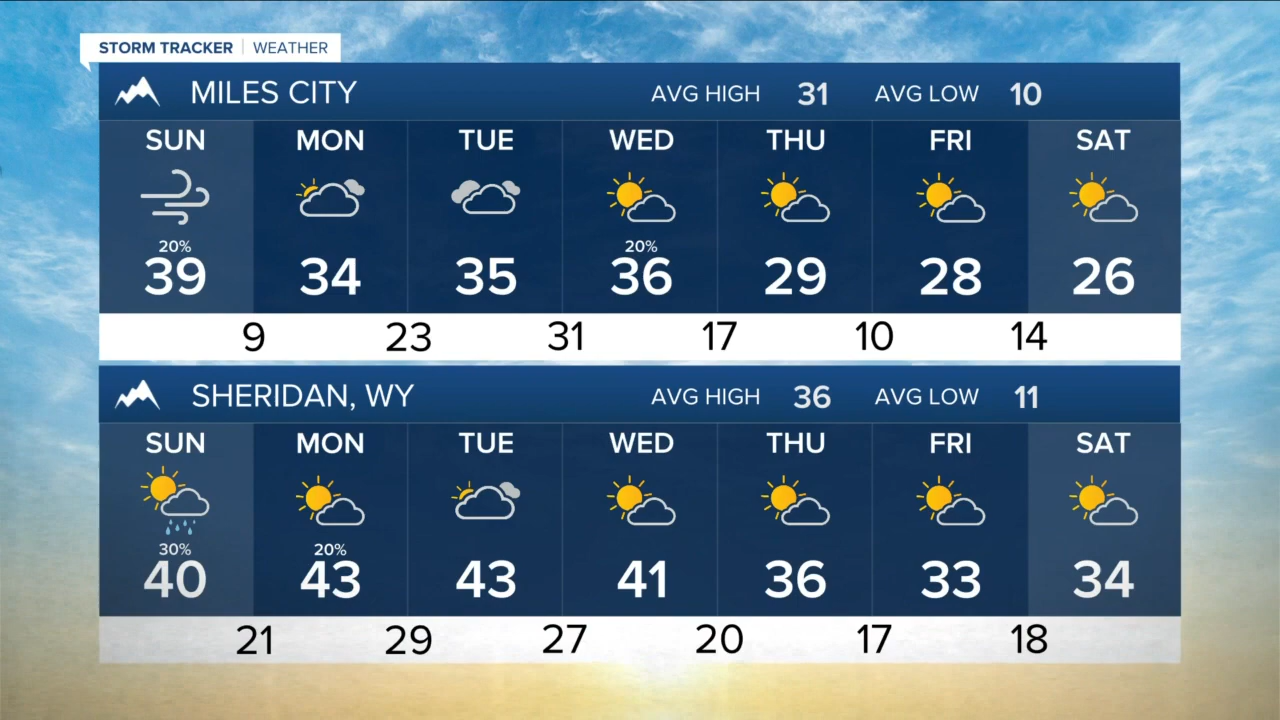 STORM TRACKER | WEATHER
MILES CITY AVG HIGH 31 AVG LOW 10
SUN MON TUE WED THU FRI SAT
20% 20%
39 34 35 36 29 28 26
9 23 31 17 10 14
SHERIDAN, WY AVG HIGH 36 AVG LOW 11
SUN MON TUE WED THU FRI SAT
30% 20%
40 43 43 41 36 33 34
21 29 27 20 17 18